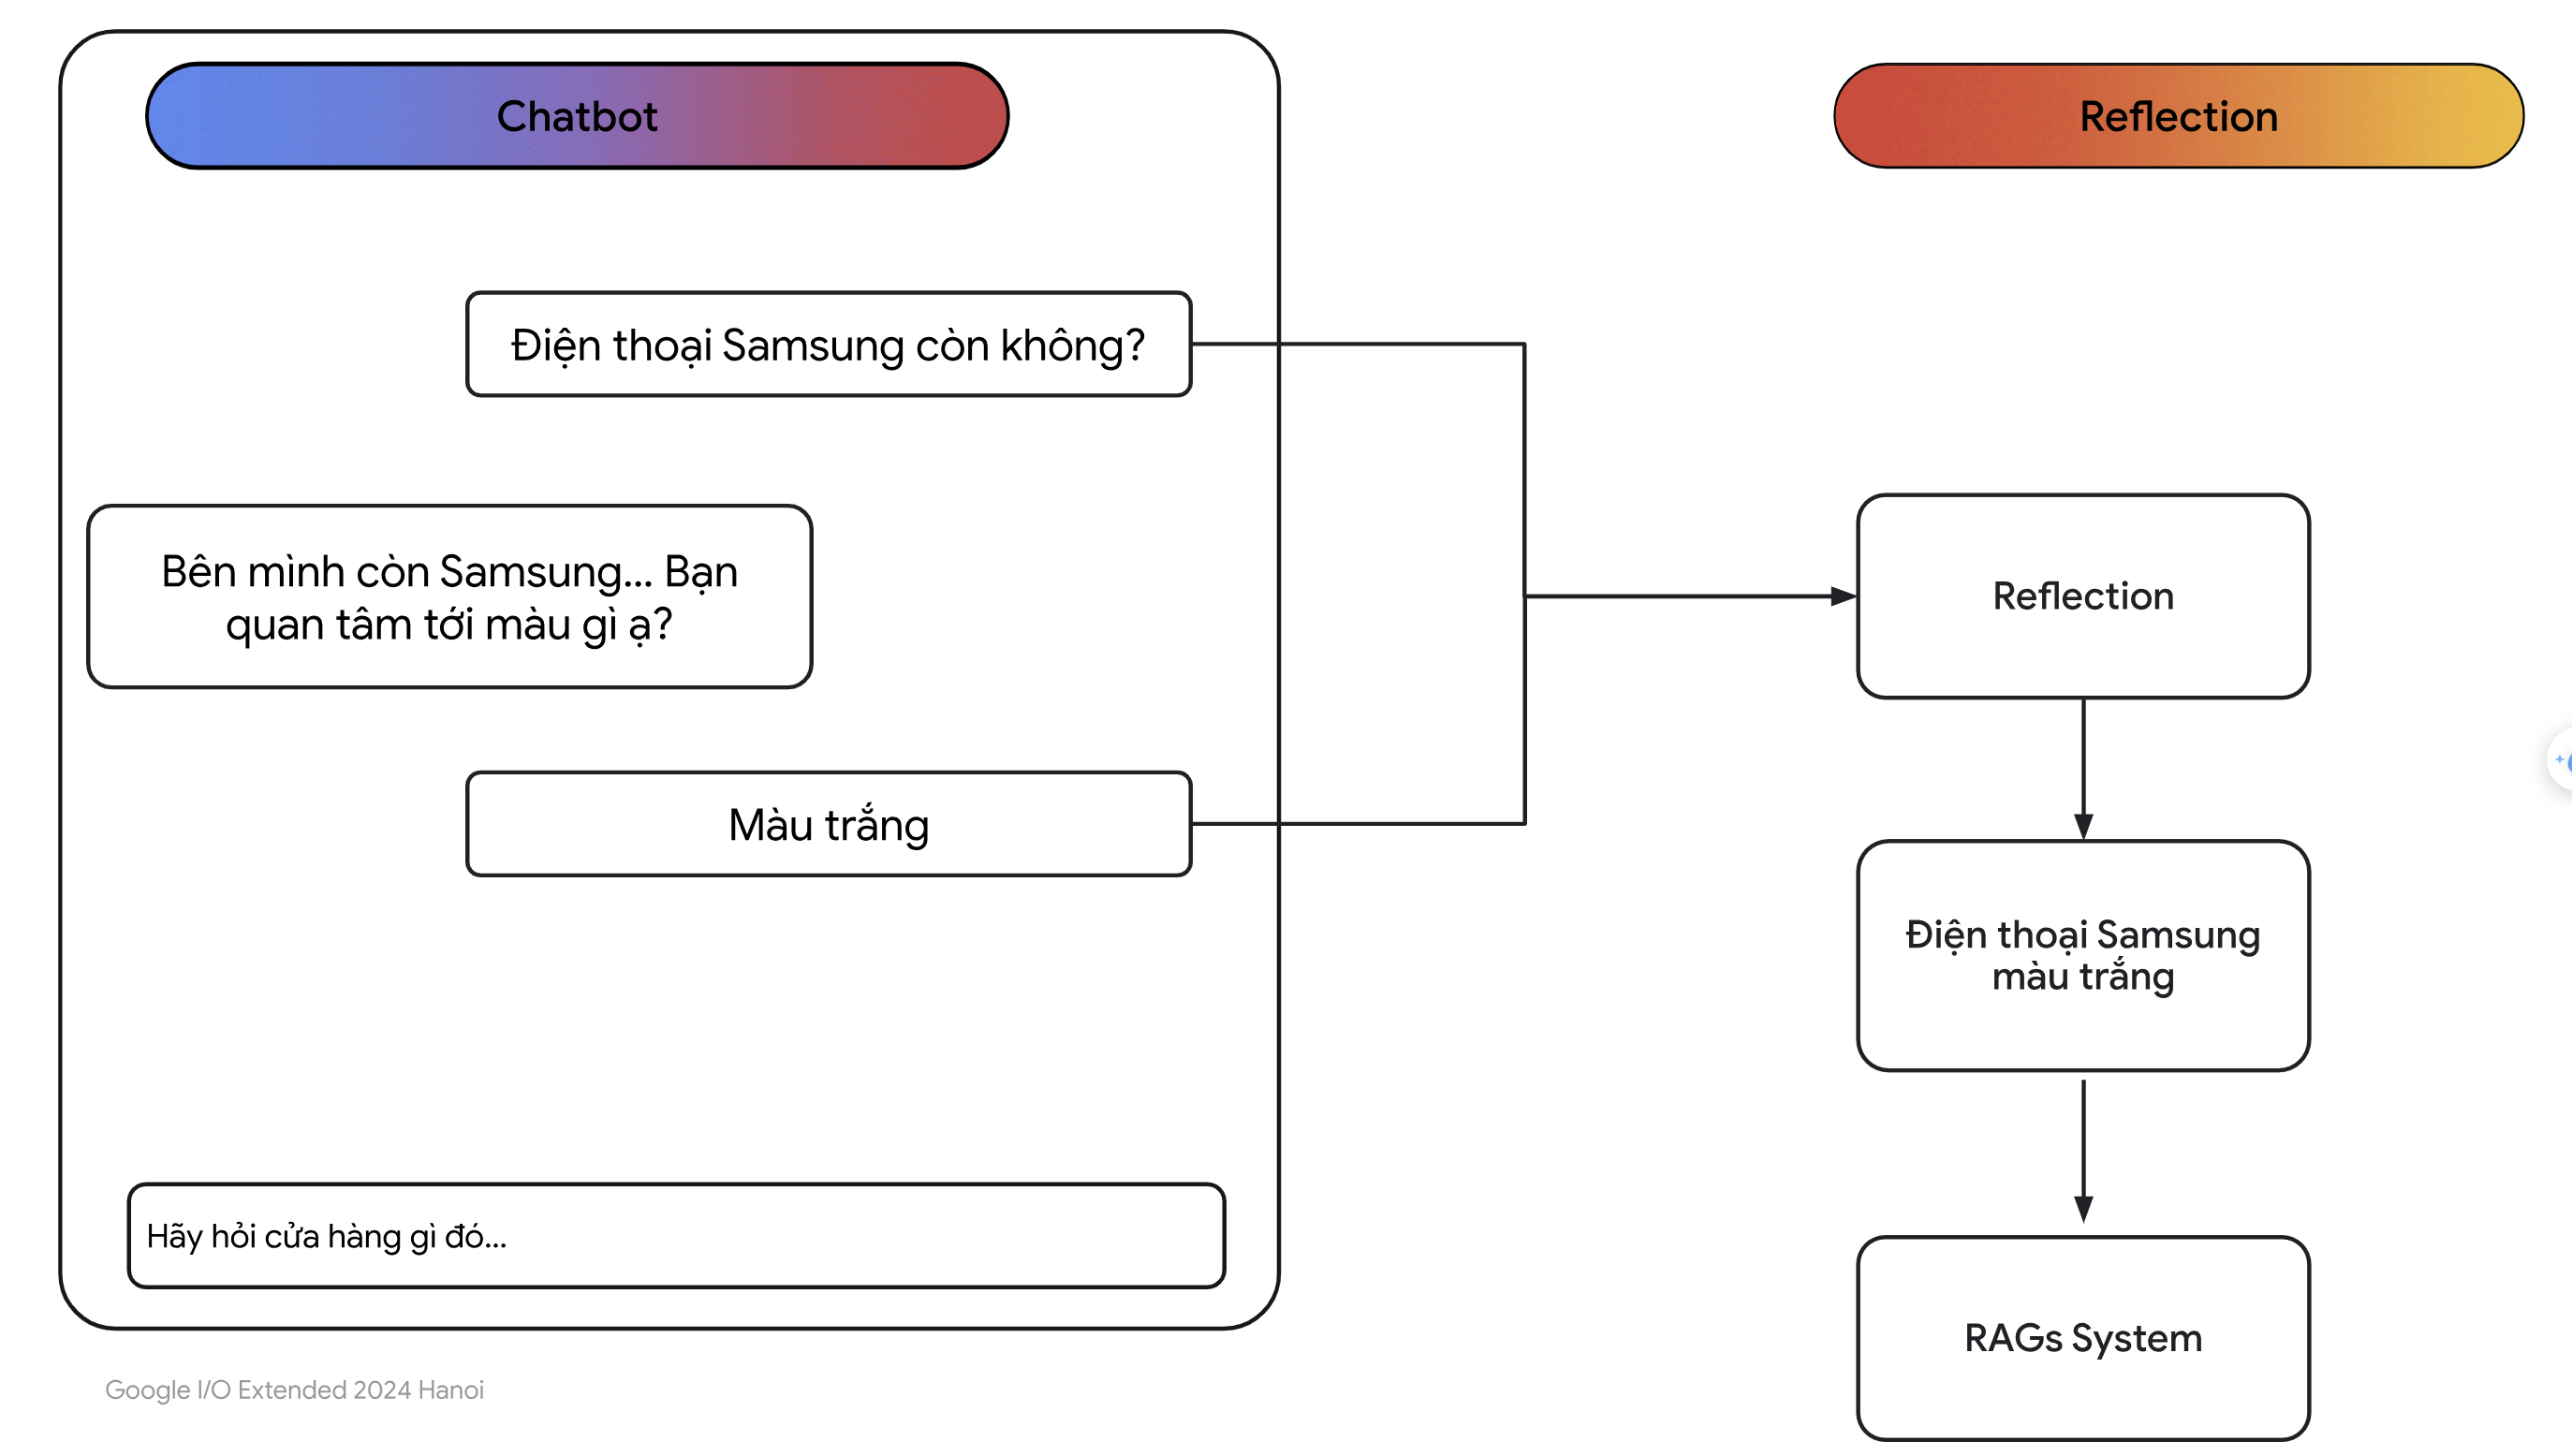 Chatbot
Reflection
Điện thoại Samsung còn không?
Bên mình còn Samsung... Bạn
quan tâm tới màu gì ạ?
Màu trắng
Reflection
Điện thoại Samsung
màu trắng
Hãy hỏi cửa hàng gì đó...
RAGs System
Google I/O Extended 2024 Hanoi